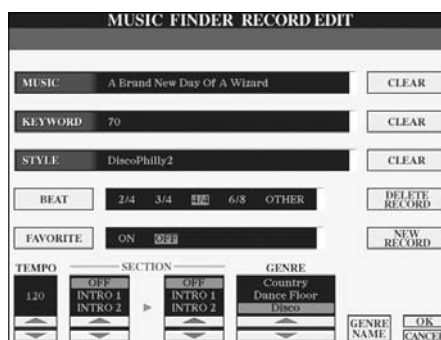 MUSIC FINDER RECORD EDIT
MUSIC A Brand New Day Of A Wizard CLEAR
KEYWORD 70 CLEAR
STYLE DiscoPhilly2 CLEAR
BEAT 2/4 3/4 4/4 6/8 OTHER DELETE RECORD
FAVORITE ON OFF NEW RECORD
TEMPO SECTION GENRE
120 OFF OFF Country
INTRO 1 INTRO 1 Dance Floor
INTRO 2 INTRO 2 Disco
GENRE NAME OK
CANCEL